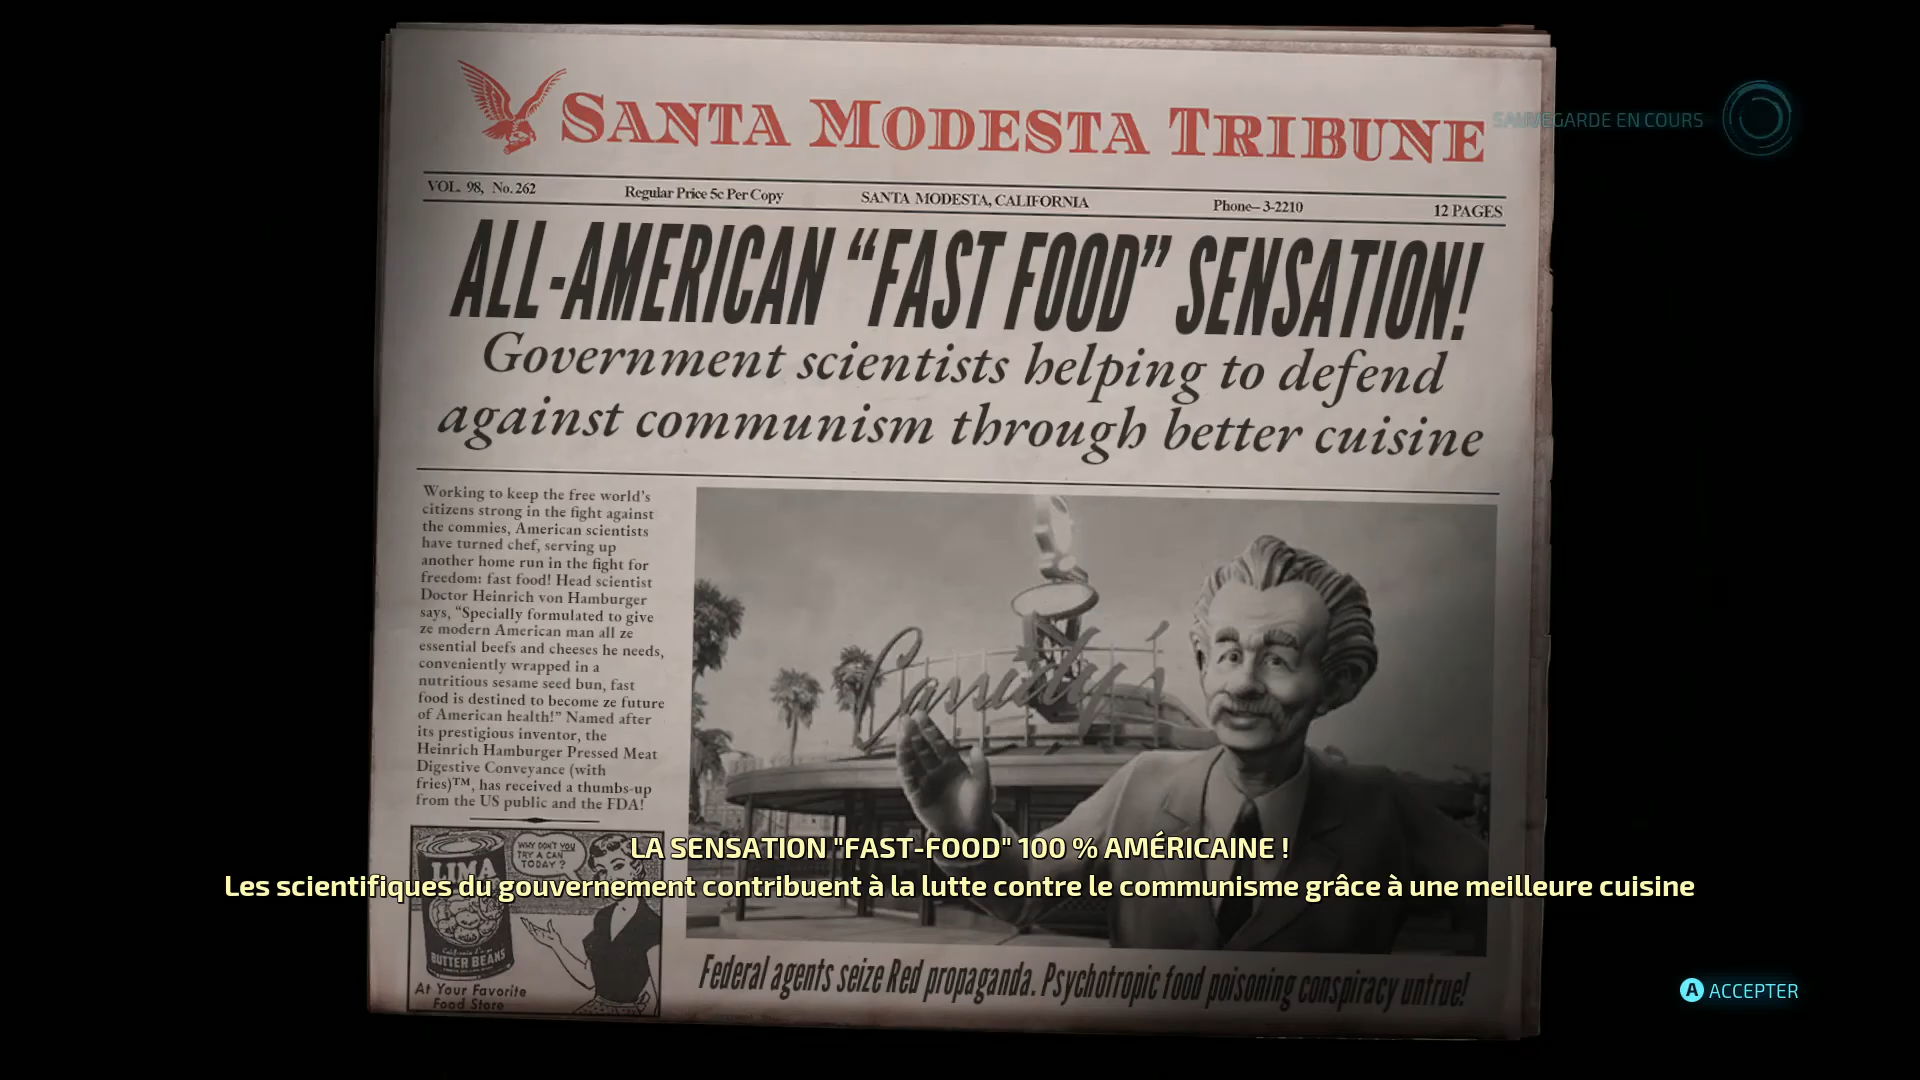 SANTA MODESTA TRIBUNE
SAUVEGARDE EN COURS
VOL. 98, No. 262 Regular Price 5c Per Copy SANTA MODESTA, CALIFORNIA Phone—3-2210 12 PAGES
ALL-AMERICAN “FAST FOOD” SENSATION!
Government scientists helping to defend
against communism through better cuisine
Working to keep the free world's
citizens strong in the fight against
the commies, American scientists
have turned chef, serving up
another home run in the fight for
freedom: fast food! Head scientist
Doctor Heinrich von Hamburger
says, “Specially formulated to give
ze modern American man all ze
essential beefs and cheeses he needs,
conveniently wrapped in a
nutritious sesame seed bun, fast
food is destined to become ze future
of American health!” Named after
its prestigious inventor, the
Heinrich Hamburger Pressed Meat
Digestive Conveyance (with
fries)™, has received a thumbs-up
from the US public and the FDA!
Cassidy's
WHY DON'T YOU
TRY A CAN
TODAY?
LIMA
BUTTER BEANS
At Your Favorite
Food Store
LA SENSATION "FAST-FOOD" 100 % AMÉRICAINE !
Les scientifiques du gouvernement contribuent à la lutte contre le communisme grâce à une meilleure cuisine
Federal agents seize Red propaganda. Psychotropic food poisoning conspiracy untrue!
A ACCEPTER